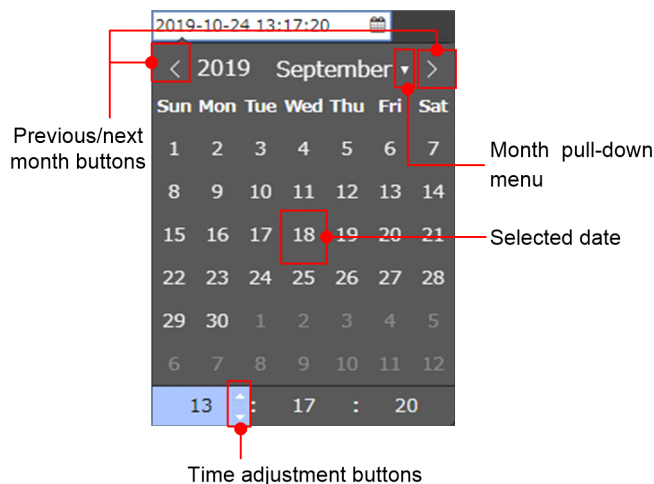 2019-10-24 13:17:20
2019 September
Sun Mon Tue Wed Thu Fri Sat
1 2 3 4 5 6 7
8 9 10 11 12 13 14
15 16 17 18 19 20 21
22 23 24 25 26 27 28
29 30 1 2 3 4 5
6 7 8 9 10 11 12
13 : 17 : 20
Previous/next
month buttons
Month pull-down
menu
Selected date
Time adjustment buttons